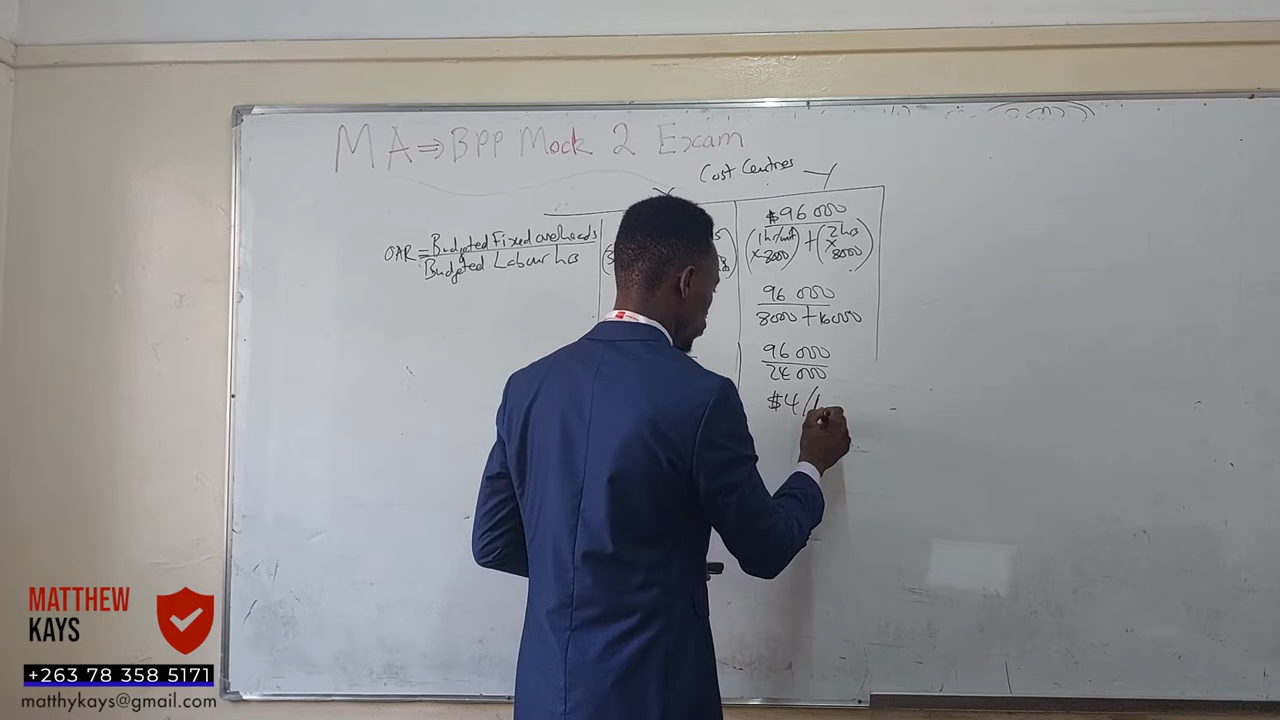 MA⇒BPP Mock 2 Exam
Cost Centres Y
OAR = Budgeted Fixed overheads
Budgeted Labour hrs
$96 000
(1hr/unit × 8000) + (2hrs × 8000)
96 000
8000 + 16000
96 000
24 000
$4/
MATTHEW
KAYS
+263 78 358 5171
matthykays@gmail.com